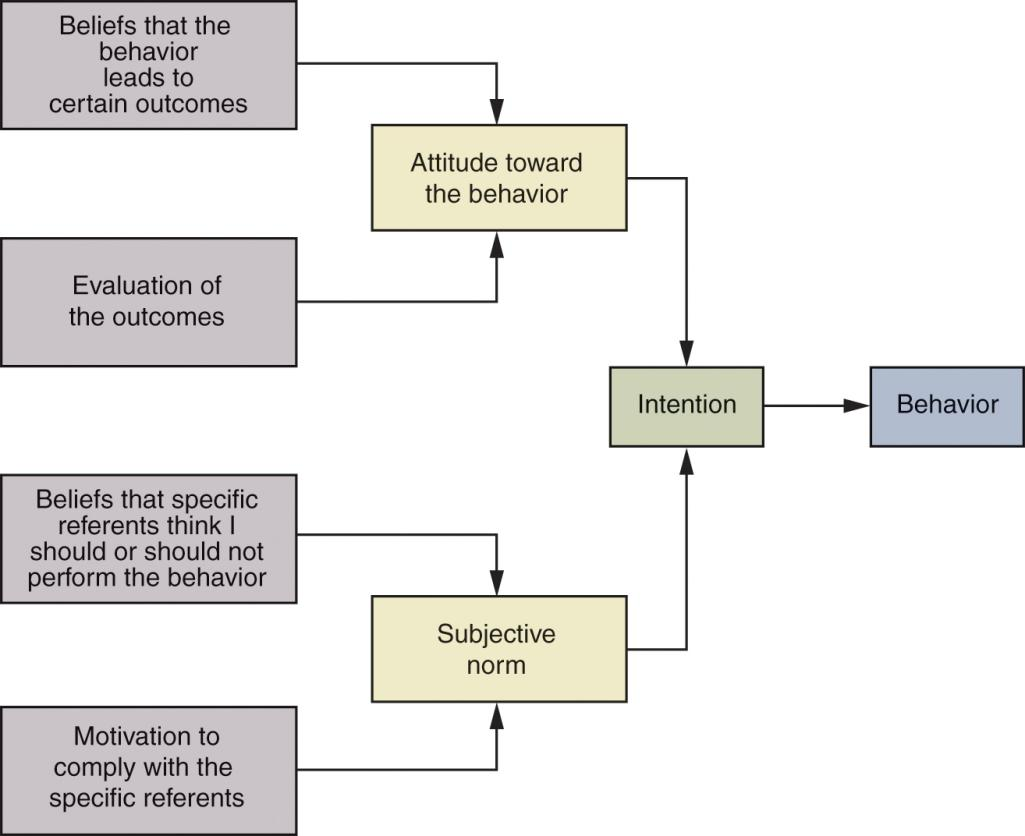 Beliefs that the
behavior
leads to
certain outcomes
Attitude toward
the behavior
Evaluation of
the outcomes
Intention
Behavior
Beliefs that specific
referents think I
should or should not
perform the behavior
Subjective
norm
Motivation to
comply with the
specific referents